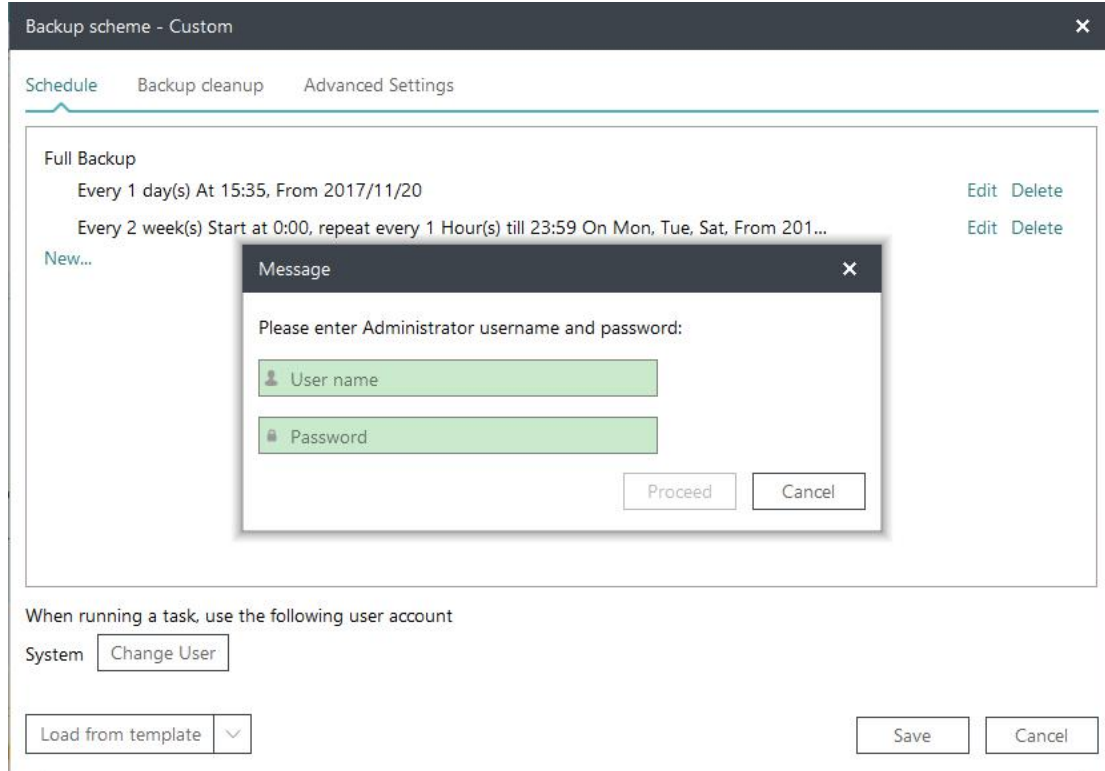 Backup scheme - Custom
Schedule Backup cleanup Advanced Settings
Full Backup
Every 1 day(s) At 15:35, From 2017/11/20 Edit Delete
Every 2 week(s) Start at 0:00, repeat every 1 Hour(s) till 23:59 On Mon, Tue, Sat, From 201... Edit Delete
New...
Message
Please enter Administrator username and password:
User name
Password
Proceed Cancel
When running a task, use the following user account
System Change User
Load from template Save Cancel